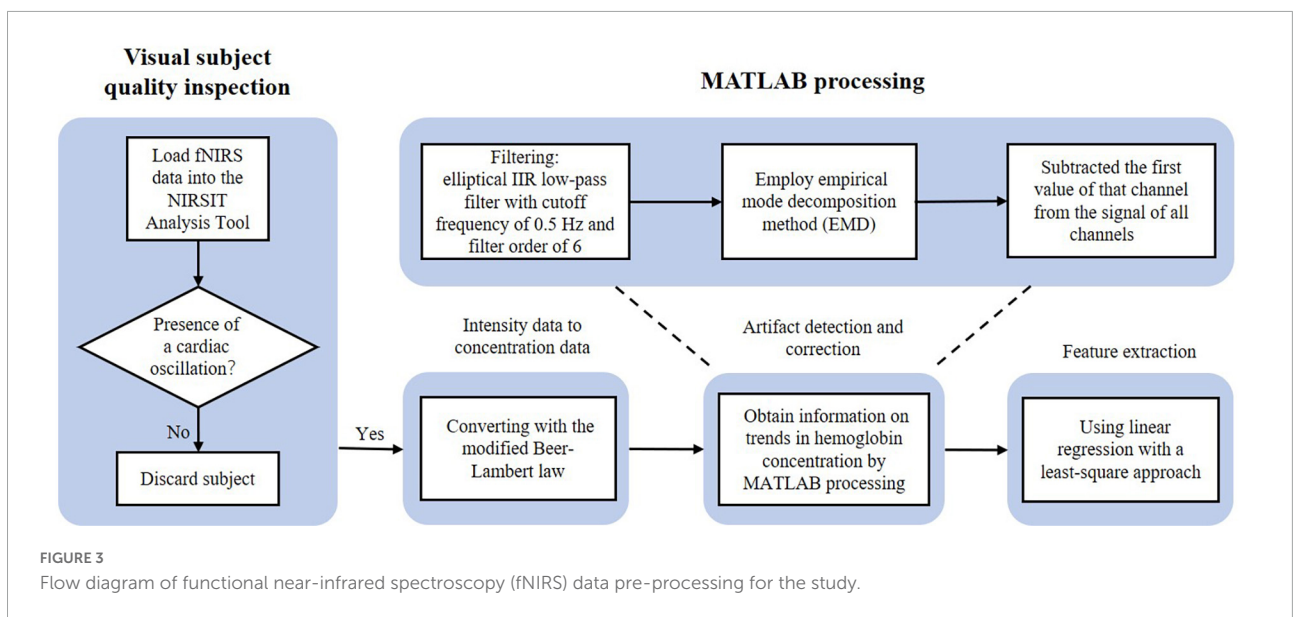 Visual subject
quality inspection
Load fNIRS
data into the
NIRSIT
Analysis Tool
Presence of
a cardiac
oscillation?
No
Discard subject
Yes
MATLAB processing
Filtering:
elliptical IIR low-pass
filter with cutoff
frequency of 0.5 Hz and
filter order of 6
Employ empirical
mode decomposition
method (EMD)
Subtracted the first
value of that channel
from the signal of all
channels
Intensity data to
concentration data
Converting with the
modified Beer-
Lambert law
Artifact detection and
correction
Obtain information on
trends in hemoglobin
concentration by
MATLAB processing
Feature extraction
Using linear
regression with a
least-square approach
FIGURE 3
Flow diagram of functional near-infrared spectroscopy (fNIRS) data pre-processing for the study.